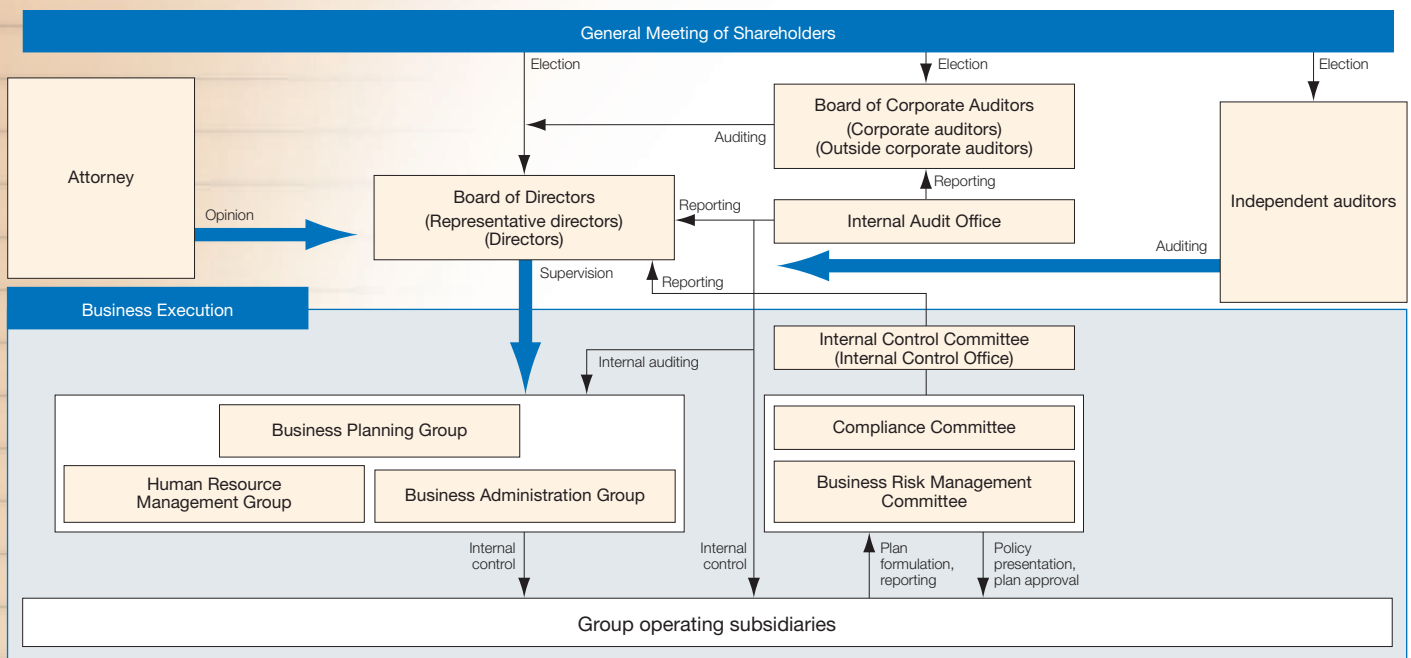 General Meeting of Shareholders
Election
Election
Election
Attorney
Board of Corporate Auditors
(Corporate auditors)
(Outside corporate auditors)
Auditing
Independent auditors
Reporting
Board of Directors
(Representative directors)
(Directors)
Reporting
Internal Audit Office
Opinion
Auditing
Supervision
Reporting
Business Execution
Internal Control Committee
(Internal Control Office)
Internal auditing
Business Planning Group
Compliance Committee
Human Resource
Management Group
Business Administration Group
Business Risk Management
Committee
Internal
control
Internal
control
Plan
formulation,
reporting
Policy
presentation,
plan approval
Group operating subsidiaries